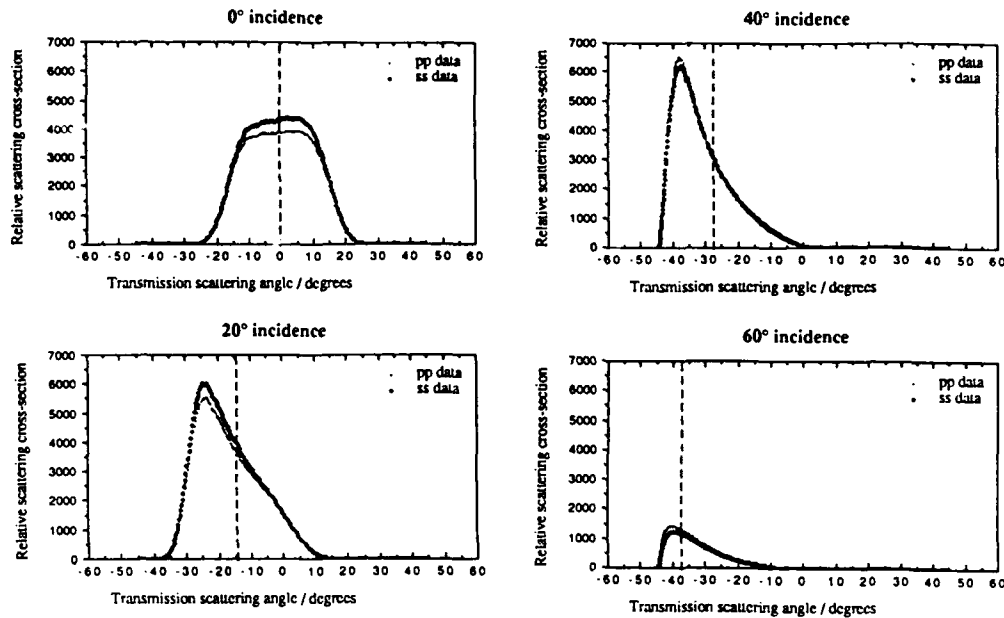 0° incidence
7000
6000
5000
4000
3000
2000
1000
0
Relative scattering cross-section
pp data
ss data
-60 -50 -40 -30 -20 -10 0 10 20 30 40 50 60
Transmission scattering angle / degrees
40° incidence
7000
6000
5000
4000
3000
2000
1000
0
Relative scattering cross-section
pp data
ss data
-60 -50 -40 -30 -20 -10 0 10 20 30 40 50 60
Transmission scattering angle / degrees
20° incidence
7000
6000
5000
4000
3000
2000
1000
0
Relative scattering cross-section
pp data
ss data
-60 -50 -40 -30 -20 -10 0 10 20 30 40 50 60
Transmission scattering angle / degrees
60° incidence
7000
6000
5000
4000
3000
2000
1000
0
Relative scattering cross-section
pp data
ss data
-60 -50 -40 -30 -20 -10 0 10 20 30 40 50 60
Transmission scattering angle / degrees